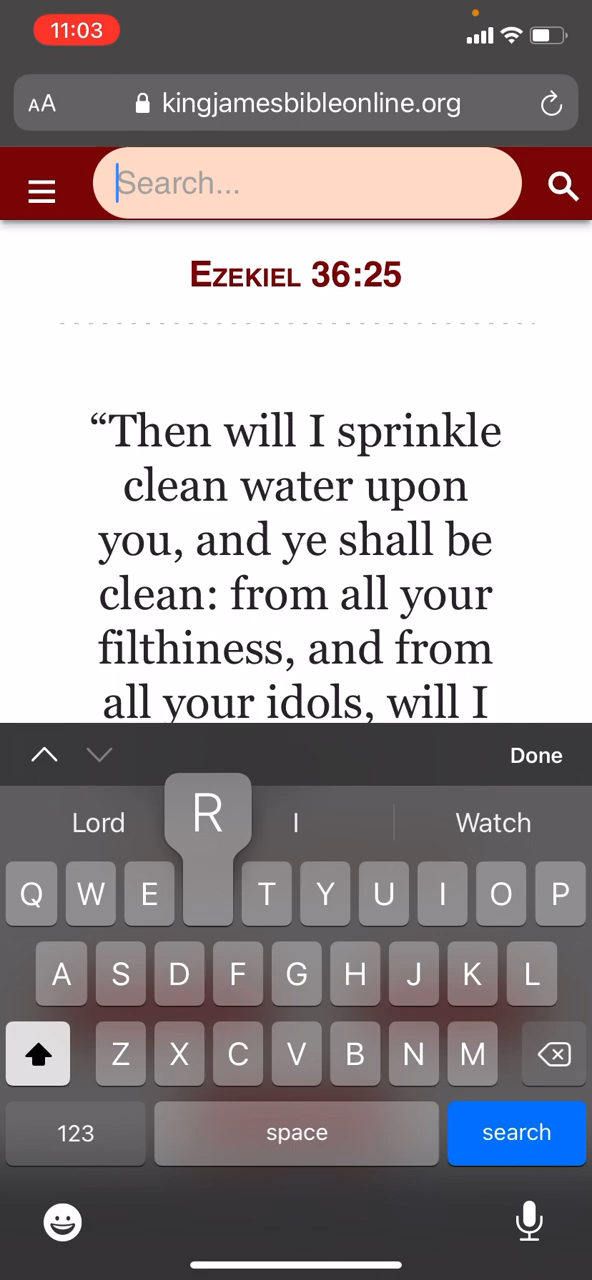 11:03
AA kingjamesbibleonline.org
Search...
Ezekiel 36:25
“Then will I sprinkle
clean water upon
you, and ye shall be
clean: from all your
filthiness, and from
all your idols, will I
Done
Lord I Watch
R
Q W E T Y U I O P
A S D F G H J K L
Z X C V B N M
123 space search